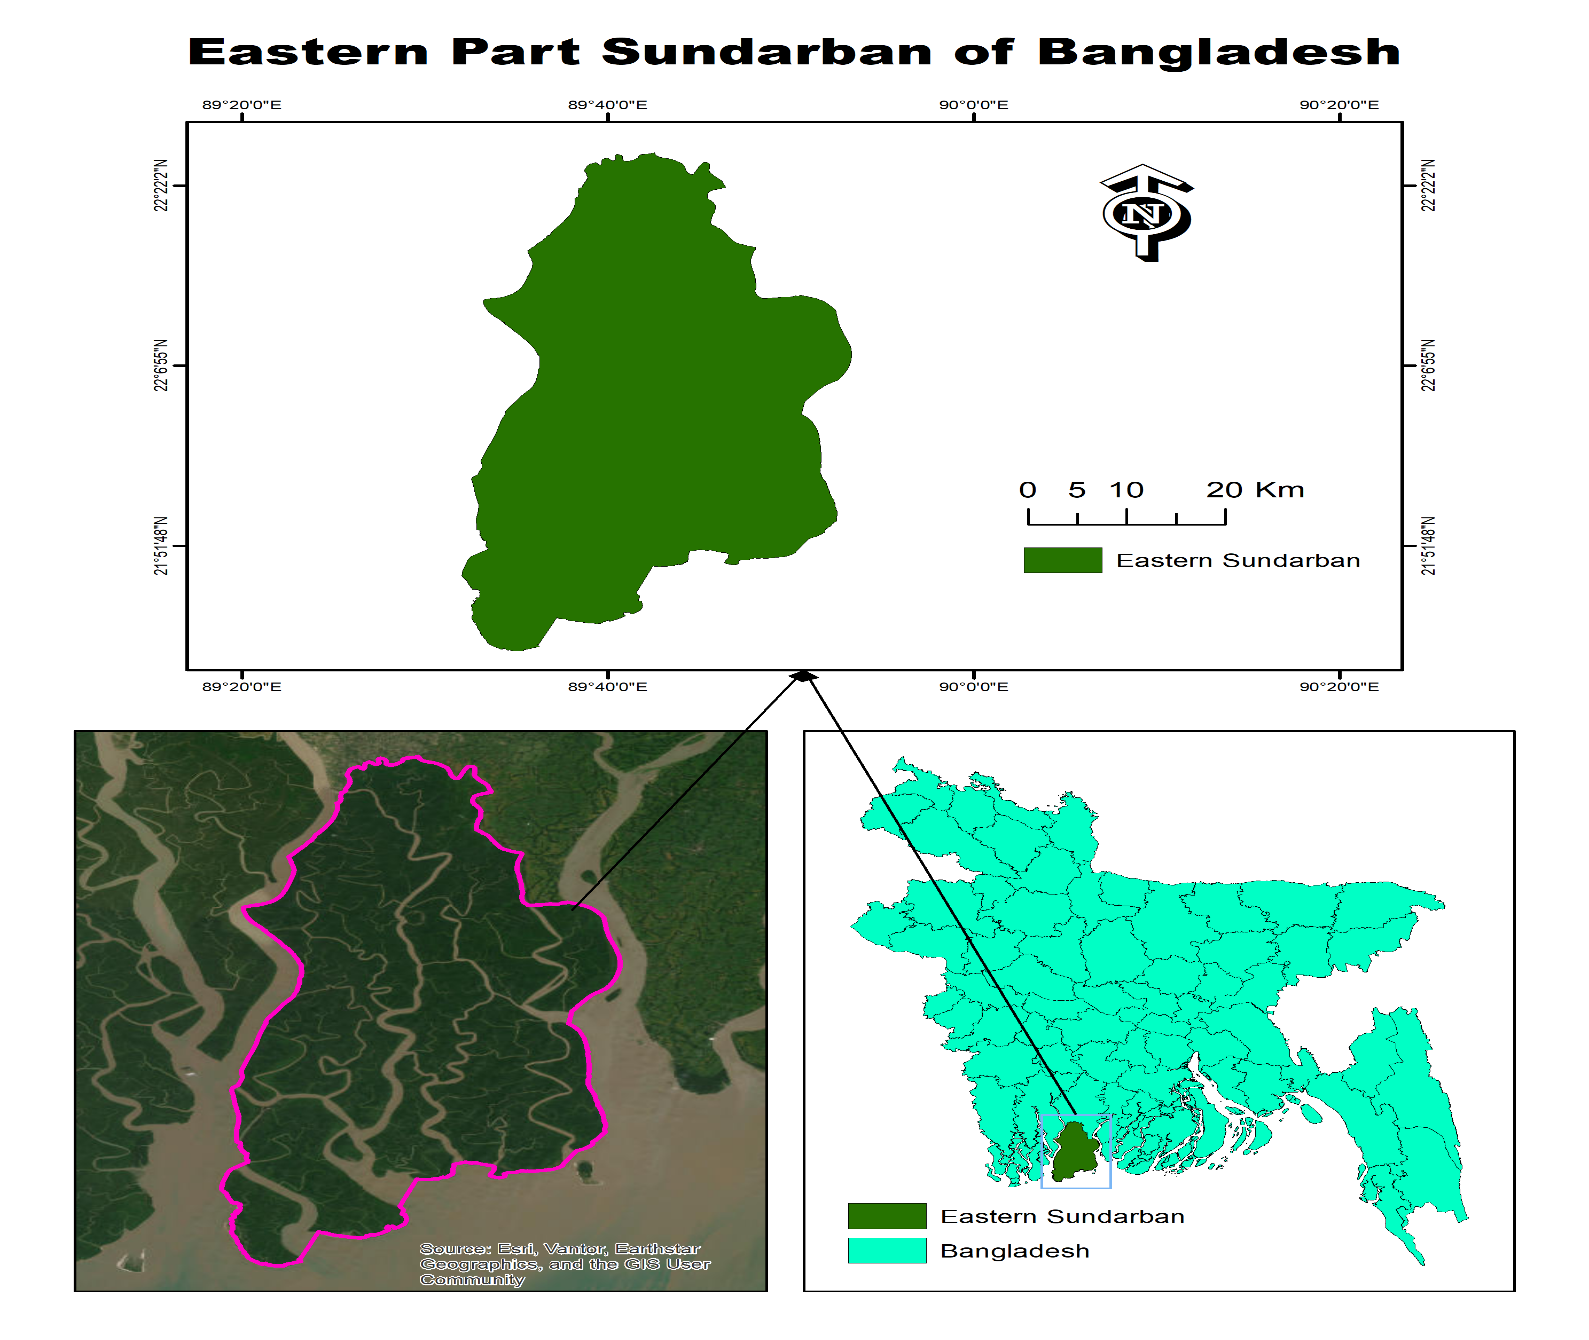 Eastern Part Sundarban of Bangladesh
89°20'0"E 89°40'0"E 90°0'0"E 90°20'0"E
22°22'2"N 22°22'2"N
N
22°6'55"N 22°6'55"N
0 5 10 20 Km
21°51'48"N 21°51'48"N
Eastern Sundarban
89°20'0"E 89°40'0"E 90°0'0"E 90°20'0"E
Source: Esri, Vantor, Earthstar
Geographics, and the GIS User
Community
Eastern Sundarban
Bangladesh